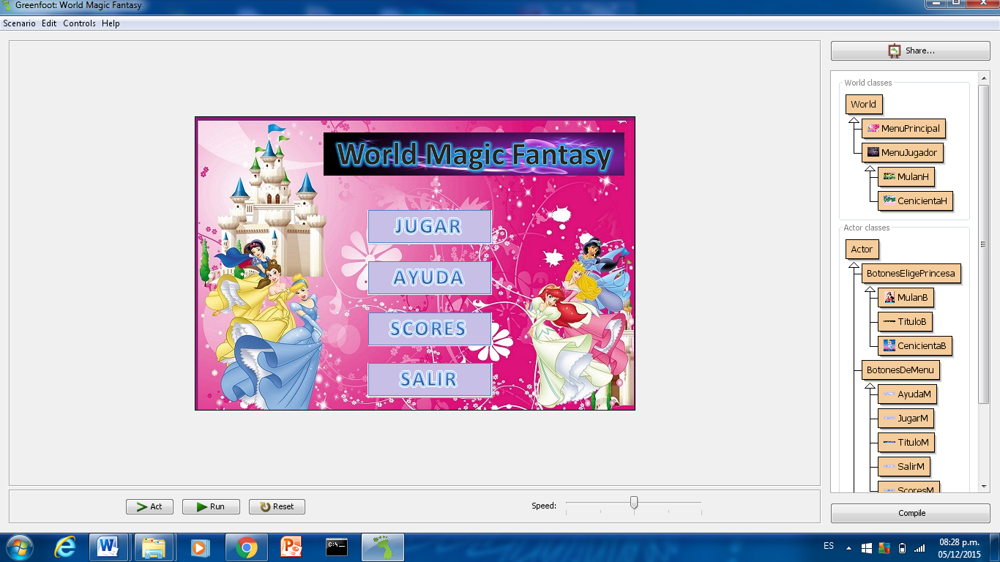 Greenfoot: World Magic Fantasy
Scenario Edit Controls Help
Share...
World Magic Fantasy
JUGAR
AYUDA
SCORES
SALIR
World classes
World
MenuPrincipal
MenuJugador
MulanH
CenicientaH
Actor classes
Actor
BotonesEligePrincesa
MulanB
TituloB
CenicientaB
BotonesDeMenu
AyudaM
JugarM
TituloM
SalirM
ScoresM
Act
Run
Reset
Speed:
Compile
ES
08:28 p.m.
05/12/2015